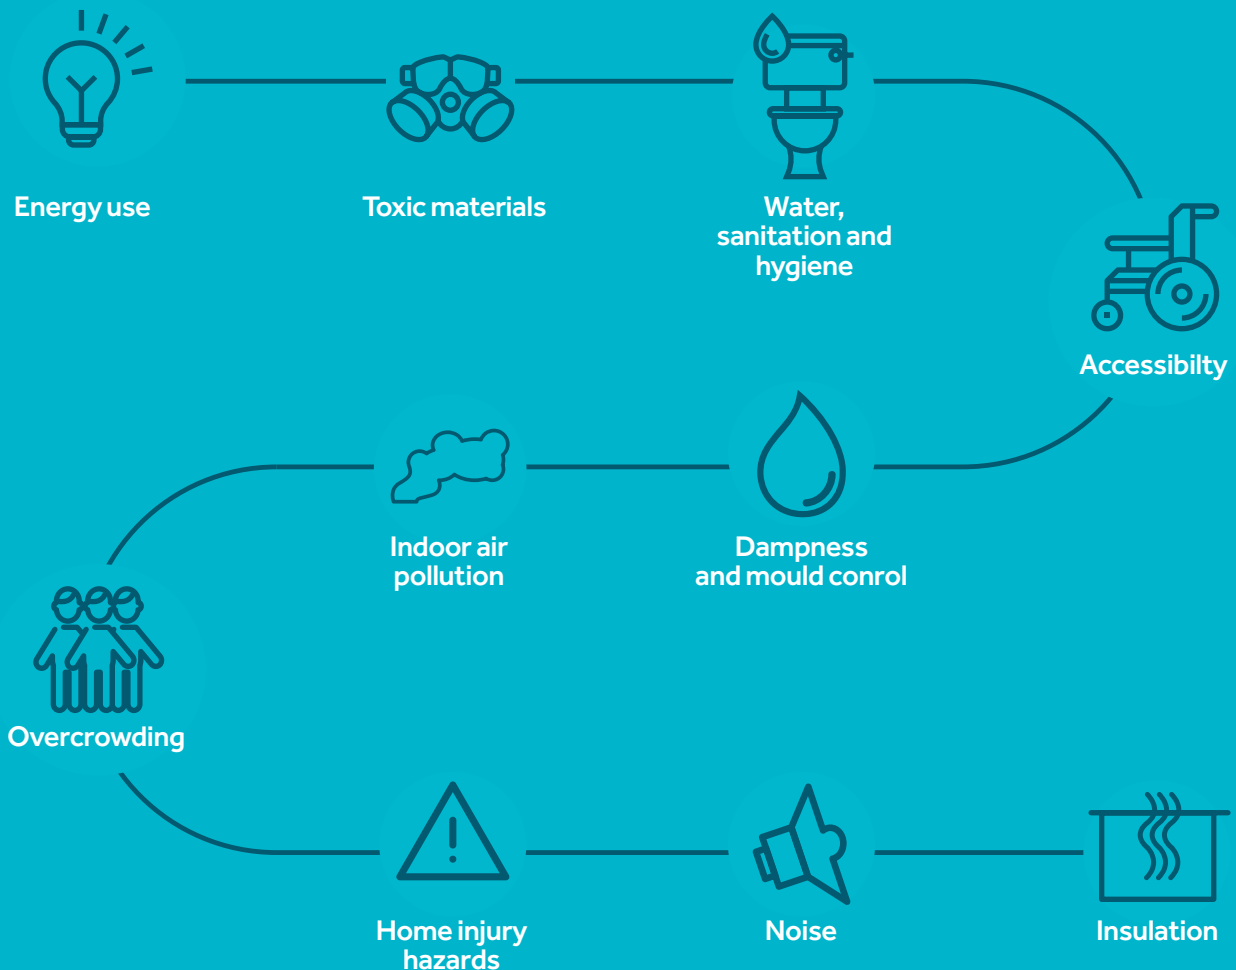 Energy use
Toxic materials
Water,
sanitation and
hygiene
Accessibilty
Dampness
and mould conrol
Indoor air
pollution
Overcrowding
Home injury
hazards
Noise
Insulation